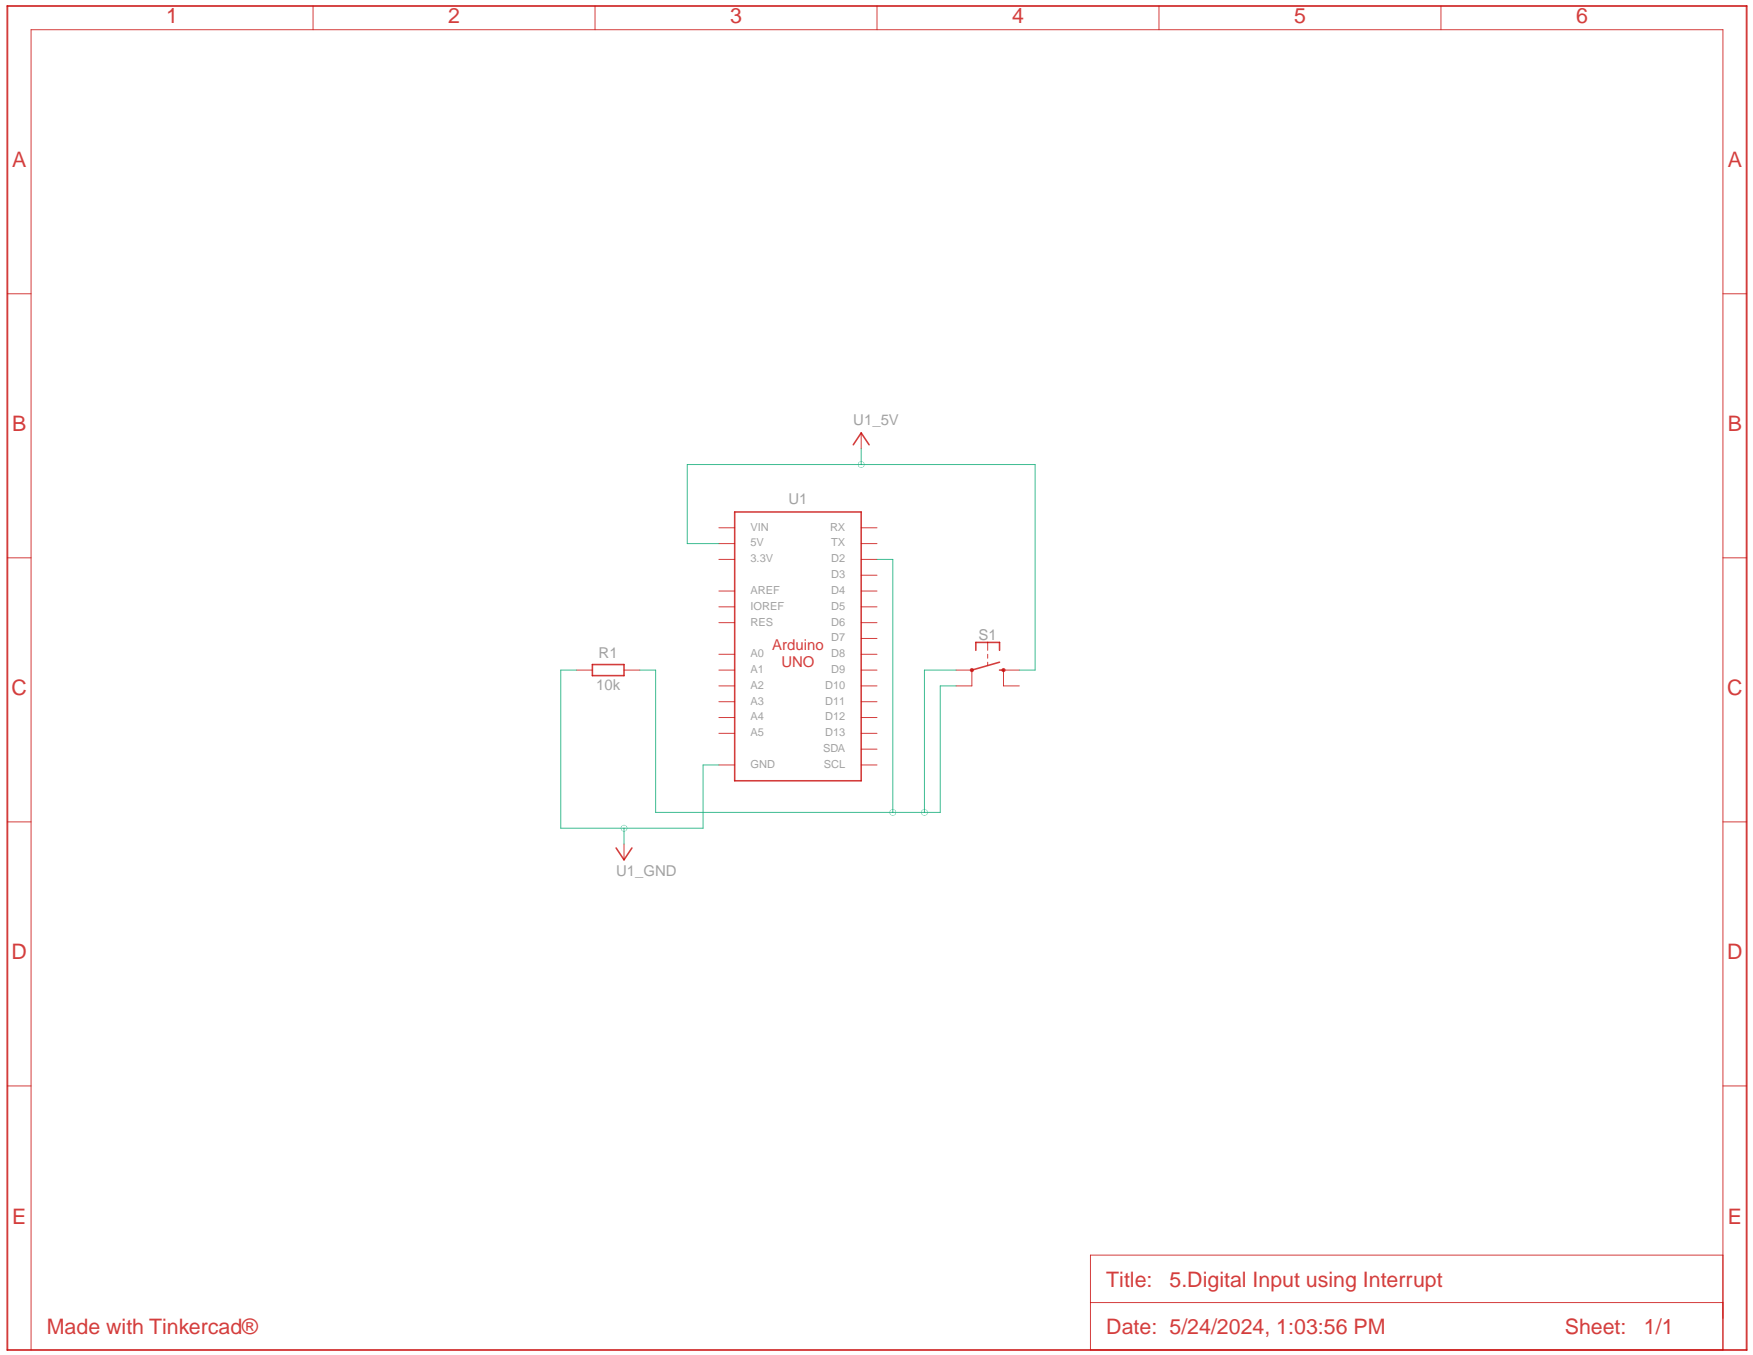 1 2 3 4 5 6
A A
B B
U1_5V
U1
VIN RX
5V TX
3.3V D2
D3
AREF D4
IOREF D5
RES D6
D7
Arduino
UNO
A0 D8
A1 D9
A2 D10
A3 D11
A4 D12
A5 D13
SDA
GND SCL
S1
R1
10k
C C
U1_GND
D D
E E
Title: 5.Digital Input using Interrupt
Made with Tinkercad®
Date: 5/24/2024, 1:03:56 PM Sheet: 1/1